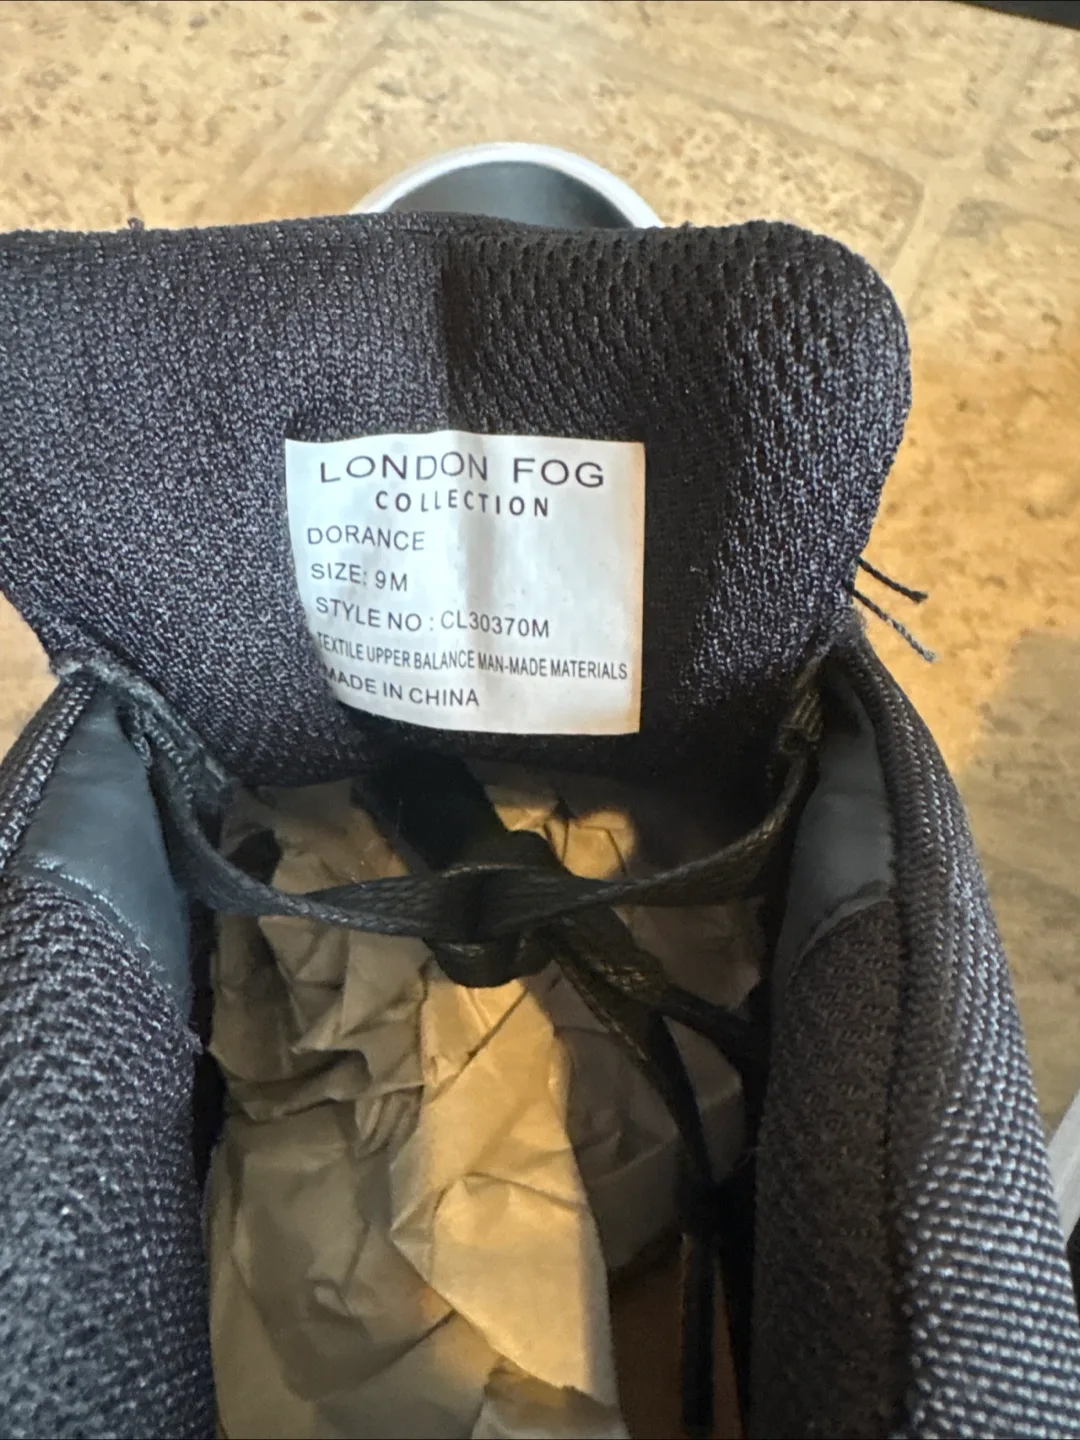 LONDON FOG
COLLECTION
DORANCE
SIZE: 9M
STYLE NO : CL30370M
TEXTILE UPPER BALANCE MAN-MADE MATERIALS
MADE IN CHINA